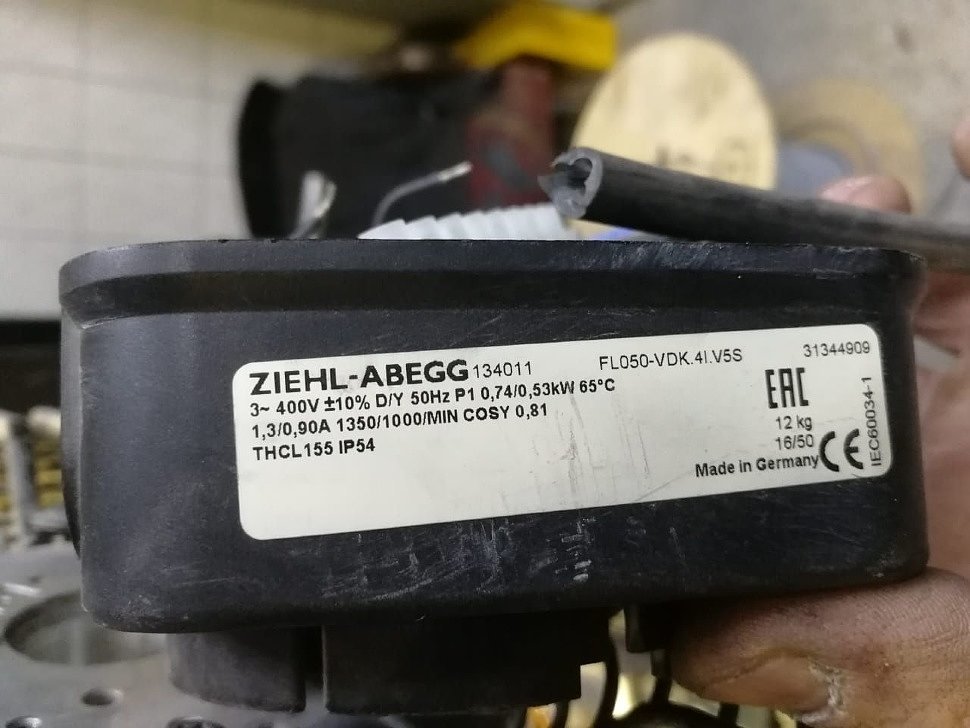 ZIEHL-ABEGG 134011 FL050-VDK.4I.V5S 31344909
3~ 400V ±10% D/Y 50Hz P1 0,74/0,53kW 65°C
1,3/0,90A 1350/1000/MIN COSY 0,81
THCL155 IP54
EAC
12 kg
16/50
Made in Germany CE
IEC60034-1